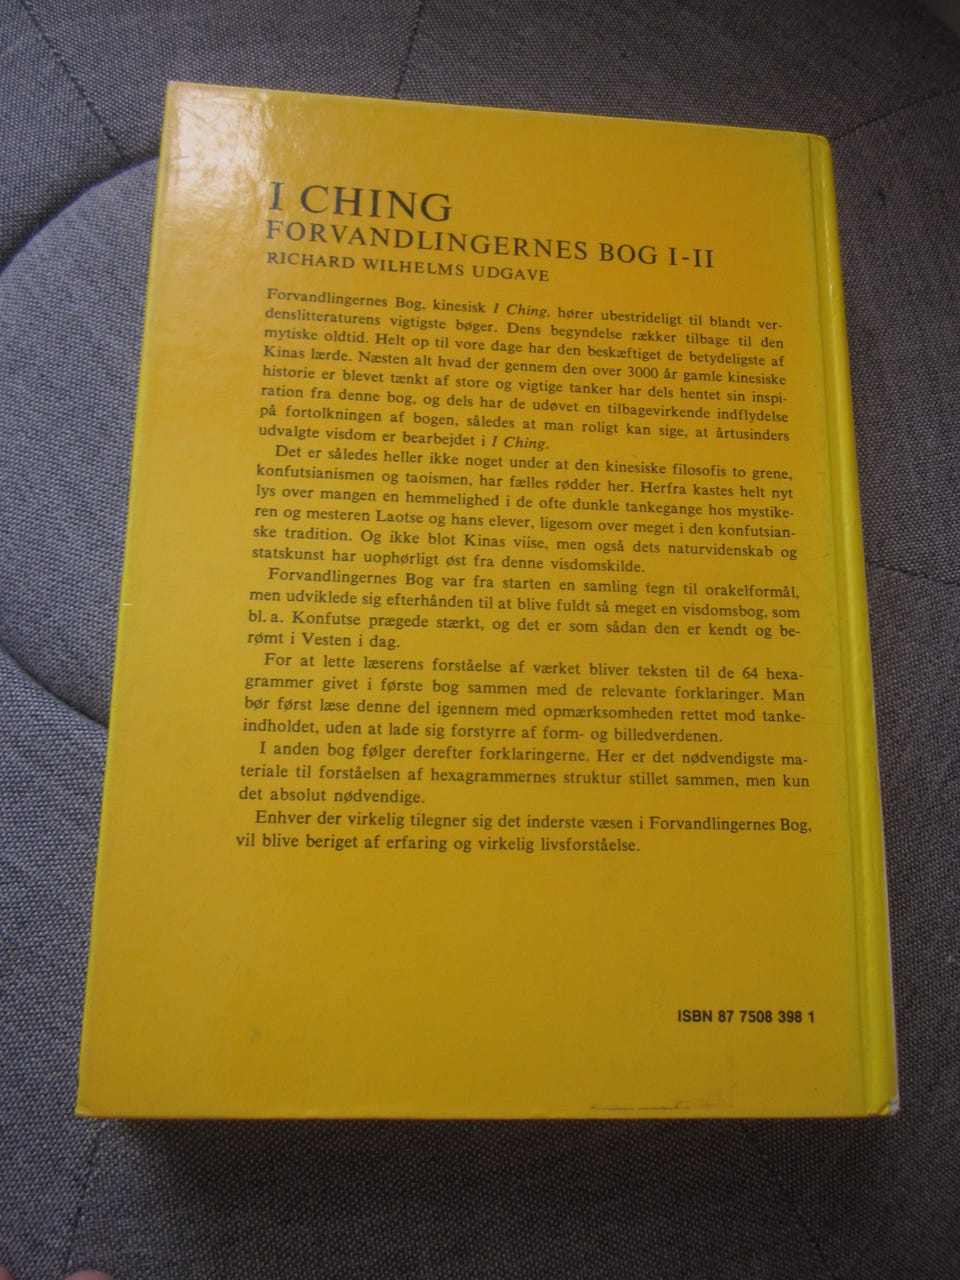 I CHING
FORVANDLINGERNES BOG I-II
RICHARD WILHELMS UDGAVE
Forvandlingernes Bog, kinesisk I Ching, hører ubestrideligt til blandt ver-
denslitteraturens vigtigste bøger. Dens begyndelse rækker tilbage til den
mytiske oldtid. Helt op til vore dage har den beskæftiget de betydeligste af
Kinas lærde. Næsten alt hvad der gennem den over 3000 år gamle kinesiske
historie er blevet tænkt af store og vigtige tanker har dels hentet sin inspi-
ration fra denne bog, og dels har de udøvet en tilbagevirkende indflydelse
på fortolkningen af bogen, således at man roligt kan sige, at årtusinders
udvalgte visdom er bearbejdet i I Ching.
Det er således heller ikke noget under at den kinesiske filosofis to grene,
konfutsianismen og taoismen, har fælles rødder her. Herfra kastes helt nyt
lys over mangen en hemmelighed i de ofte dunkle tankegange hos mystike-
ren og mesteren Laotse og hans elever, ligesom over meget i den konfutsian-
ske tradition. Og ikke blot Kinas viise, men også dets naturvidenskab og
statskunst har uophørligt øst fra denne visdomskilde.
Forvandlingernes Bog var fra starten en samling tegn til orakelformål,
men udviklede sig efterhånden til at blive fuldt så meget en visdomsbog, som
bl. a. Konfutse prægede stærkt, og det er som sådan den er kendt og be-
rømt i Vesten i dag.
For at lette læserens forståelse af værket bliver teksten til de 64 hexa-
grammer givet i første bog sammen med de relevante forklaringer. Man
bør først læse denne del igennem med opmærksomheden rettet mod tanke-
indholdet, uden at lade sig forstyrre af form- og billedverdenen.
I anden bog følger derefter forklaringerne. Her er det nødvendigste ma-
teriale til forståelsen af hexagrammernes struktur stillet sammen, men kun
det absolut nødvendige.
Enhver der virkelig tilegner sig det inderste væsen i Forvandlingernes Bog,
vil blive beriget af erfaring og virkelig livsforståelse.
ISBN 87 7508 398 1